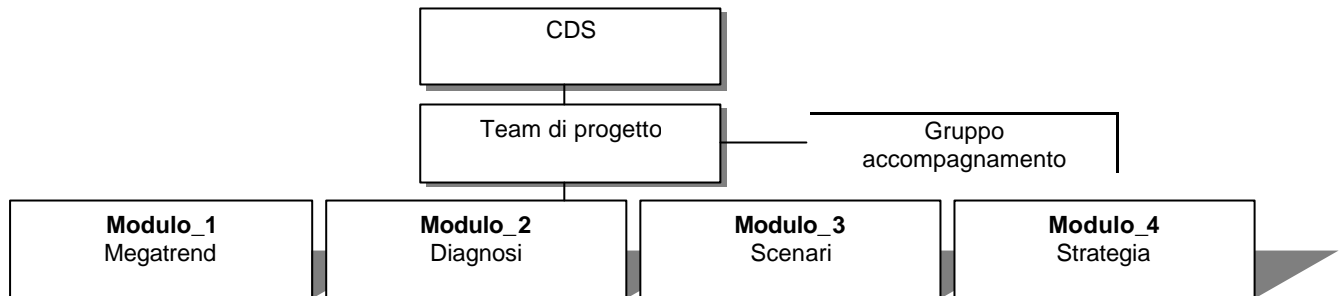 CDS
Team di progetto
Gruppo
accompagnamento
Modulo_1
Megatrend
Modulo_2
Diagnosi
Modulo_3
Scenari
Modulo_4
Strategia